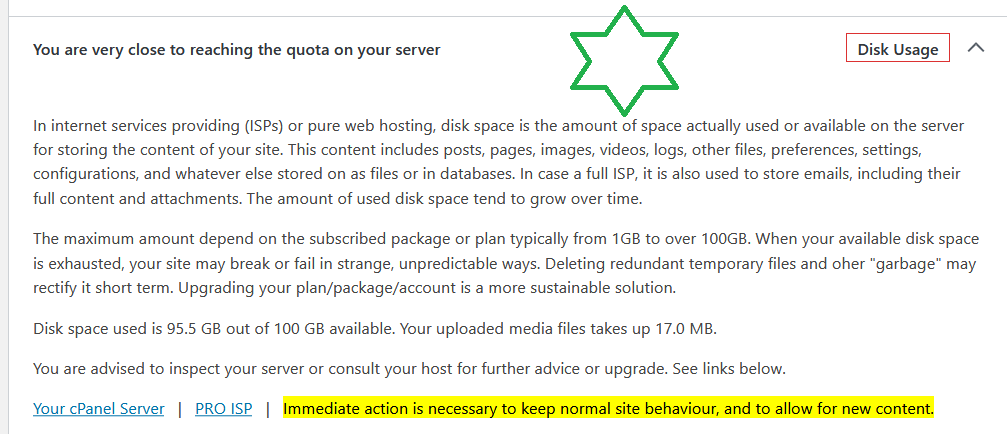 You are very close to reaching the quota on your server
Disk Usage
In internet services providing (ISPs) or pure web hosting, disk space is the amount of space actually used or available on the server
for storing the content of your site. This content includes posts, pages, images, videos, logs, other files, preferences, settings,
configurations, and whatever else stored on as files or in databases. In case a full ISP, it is also used to store emails, including their
full content and attachments. The amount of used disk space tend to grow over time.
The maximum amount depend on the subscribed package or plan typically from 1GB to over 100GB. When your available disk space
is exhausted, your site may break or fail in strange, unpredictable ways. Deleting redundant temporary files and oher "garbage" may
rectify it short term. Upgrading your plan/package/account is a more sustainable solution.
Disk space used is 95.5 GB out of 100 GB available. Your uploaded media files takes up 17.0 MB.
You are advised to inspect your server or consult your host for further advice or upgrade. See links below.
Your cPanel Server | PRO ISP | Immediate action is necessary to keep normal site behaviour, and to allow for new content.